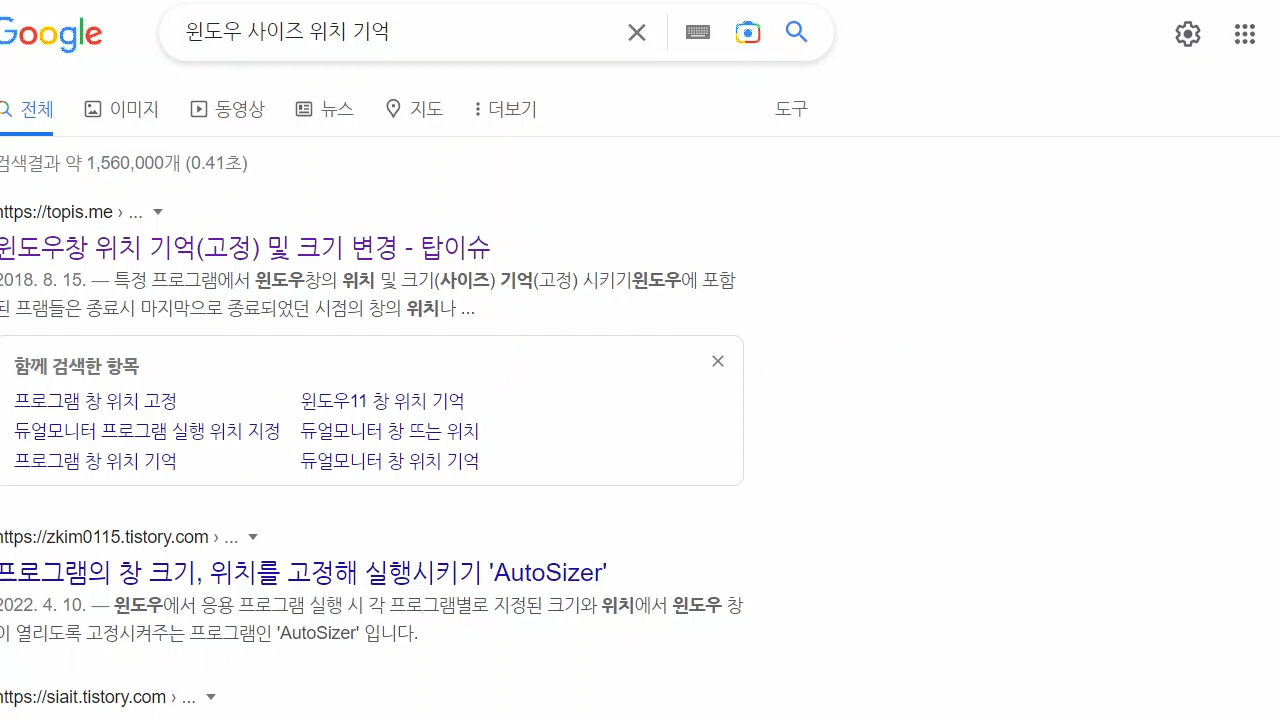 Google
윈도우 사이즈 위치 기억
전체 이미지 동영상 뉴스 지도 더보기 도구
검색결과 약 1,560,000개 (0.41초)
https://topis.me › ...
윈도우창 위치 기억(고정) 및 크기 변경 - 탑이슈
2018. 8. 15. — 특정 프로그램에서 윈도우창의 위치 및 크기(사이즈) 기억(고정) 시키기윈도우에 포함
된 프램들은 종료시 마지막으로 종료되었던 시점의 창의 위치나 ...
함께 검색한 항목
프로그램 창 위치 고정 윈도우11 창 위치 기억
듀얼모니터 프로그램 실행 위치 지정 듀얼모니터 창 뜨는 위치
프로그램 창 위치 기억 듀얼모니터 창 위치 기억
https://zkim0115.tistory.com › ...
프로그램의 창 크기, 위치를 고정해 실행시키기 'AutoSizer'
2022. 4. 10. — 윈도우에서 응용 프로그램 실행 시 각 프로그램별로 지정된 크기와 위치에서 윈도우 창
이 열리도록 고정시켜주는 프로그램인 'AutoSizer' 입니다.
https://siait.tistory.com › ...